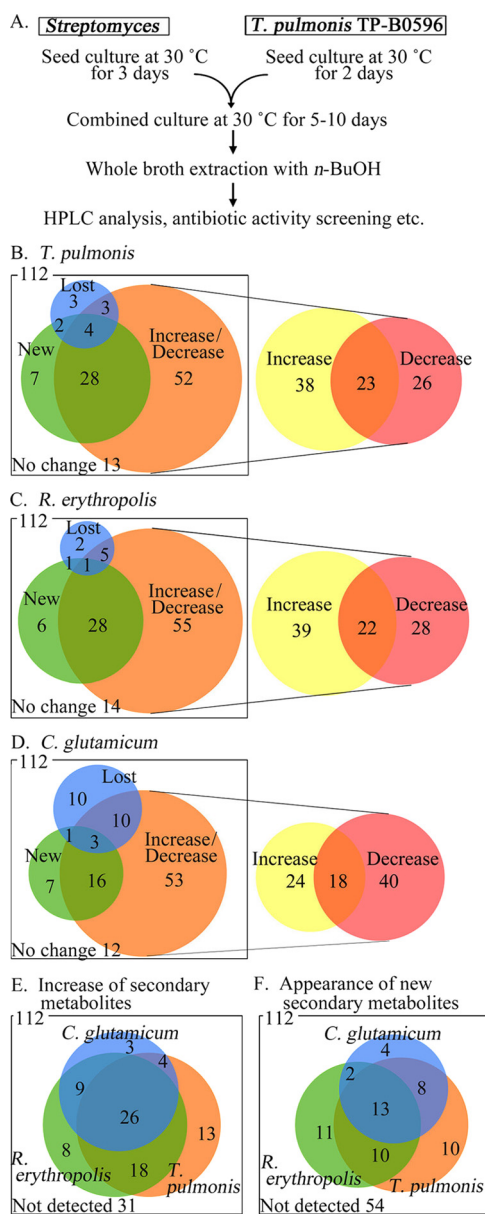 A.
Streptomyces
T. pulmonis TP-B0596
Seed culture at 30 ˚C
for 3 days
Seed culture at 30 ˚C
for 2 days
Combined culture at 30 ˚C for 5-10 days
Whole broth extraction with n-BuOH
HPLC analysis, antibiotic activity screening etc.
B. T. pulmonis
112
Lost
3
3
2
4
New
7
28
Increase/
Decrease
52
No change 13
Increase
38
23
Decrease
26
C. R. erythropolis
112
Lost
2
5
1
1
New
6
28
Increase/
Decrease
55
No change 14
Increase
39
22
Decrease
28
D. C. glutamicum
112
Lost
10
10
1
3
New
7
16
Increase/
Decrease
53
No change 12
Increase
24
18
Decrease
40
E. Increase of secondary
metabolites
112
C. glutamicum
3
4
9
26
13
8
18
R.
erythropolis
T.
pulmonis
Not detected 31
F. Appearance of new
secondary metabolites
112
C. glutamicum
4
2
8
13
11
10
10
R.
erythropolis
T. pulmonis
Not detected 54